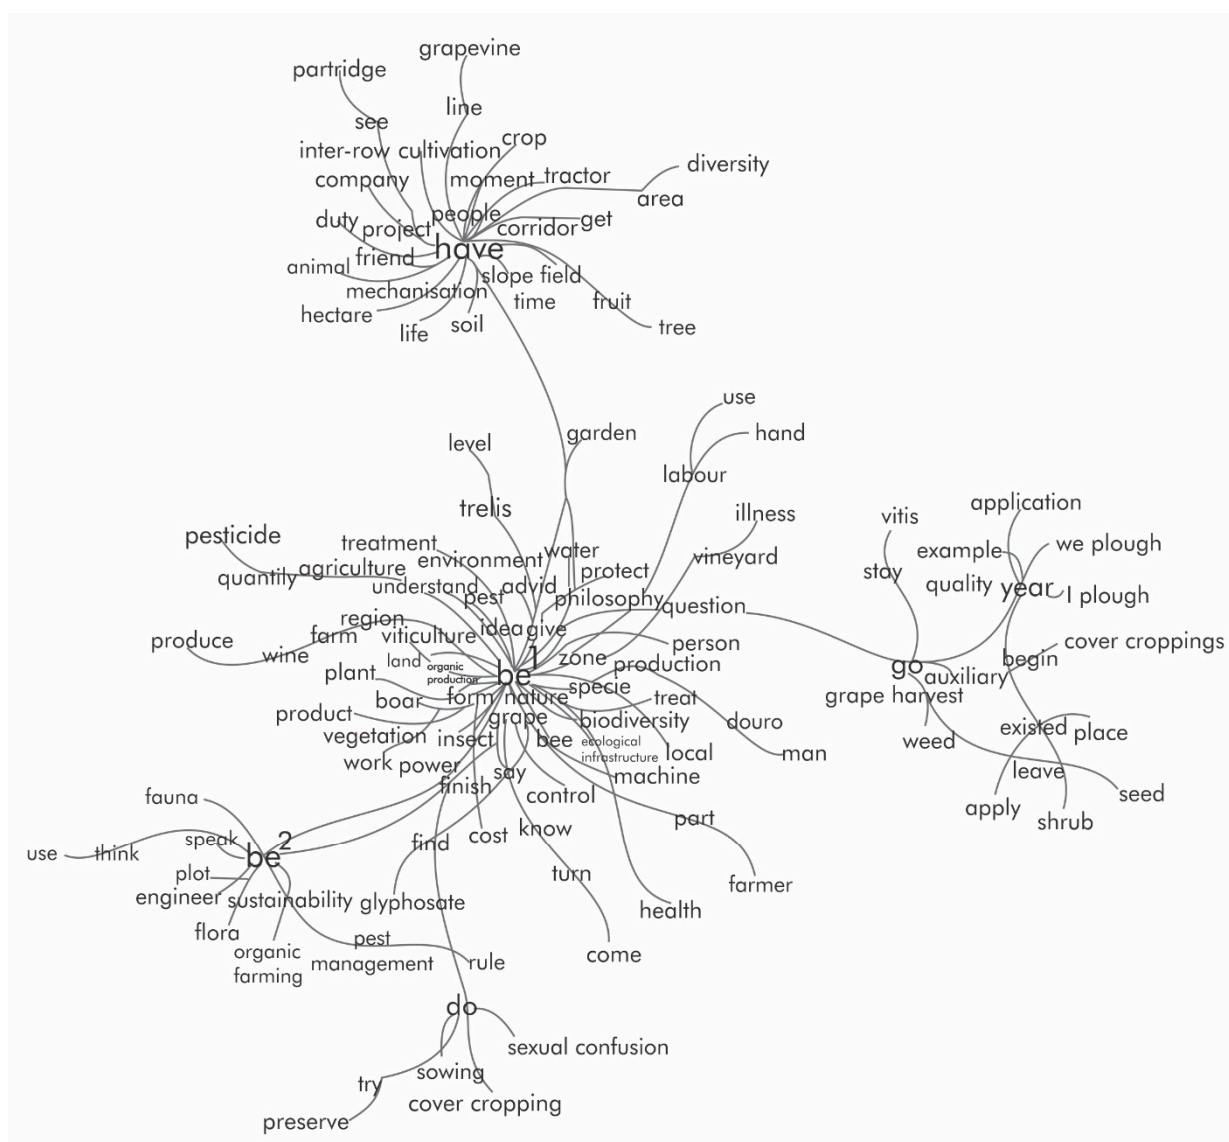 grapevine
partridge
line
see
crop
inter-row cultivation
diversity
company
moment
tractor
area
people
duty
project
corridor
get
have
friend
animal
slope field
mechanisation
time
fruit
hectare
soil
life
tree
use
garden
hand
level
labour
trelis
application
illness
vitis
pesticide
treatment
environment
water
vineyard
example
we plough
quantily
agriculture
understand
advid
protect
stay
quality
year
I plough
pest
philosophy
question
region
idea
give
farm
viticulture
person
cover croppings
produce
wine
land
organic
production
be1
zone
production
go
auxiliary
begin
plant
specie
boar
form
nature
treat
grape harvest
product
grape
biodiversity
douro
existed
place
vegetation
insect
bee
ecological
infrastructure
local
man
weed
work
power
say
machine
leave
finish
control
seed
fauna
apply
shrub
speak
be2
find
cost
know
part
use
think
plot
turn
engineer
sustainability
glyphosate
farmer
health
flora
organic
farming
pest
management
rule
come
do
sexual confusion
sowing
try
cover cropping
preserve